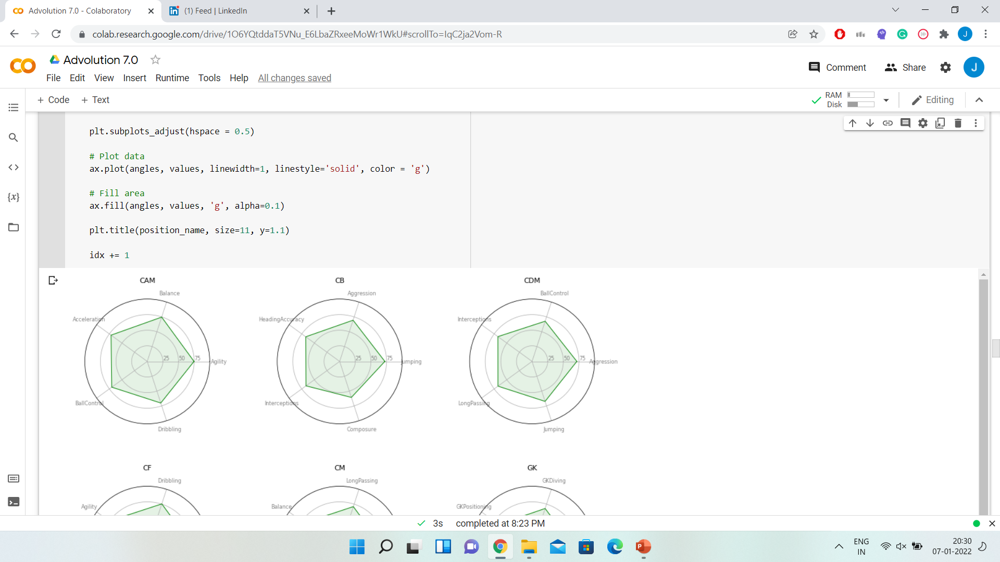 Advolution 7.0 - Colaboratory
(1) Feed | LinkedIn
colab.research.google.com/drive/1O6YQtddaT5VNu_E6LbaZRxeeMoWr1WkU#scrollTo=IqC2ja2Vom-R
J
Advolution 7.0
Comment
Share
J
File Edit View Insert Runtime Tools Help All changes saved
+ Code + Text
RAM
Disk
Editing
plt.subplots_adjust(hspace = 0.5)
# Plot data
ax.plot(angles, values, linewidth=1, linestyle='solid', color = 'g')
# Fill area
ax.fill(angles, values, 'g', alpha=0.1)
plt.title(position_name, size=11, y=1.1)
idx += 1
CAM
Balance
Acceleration
25 50 75
Agility
BallControl
Dribbling
CB
Aggression
HeadingAccuracy
25 50 75
Jumping
Interceptions
Composure
CDM
BallControl
Interceptions
25 50 75
Aggression
LongPassing
Jumping
CF
Dribbling
Agility
CM
LongPassing
Balance
GK
GKDiving
GKPositioning
3s completed at 8:23 PM
ENG
IN
20:30
07-01-2022